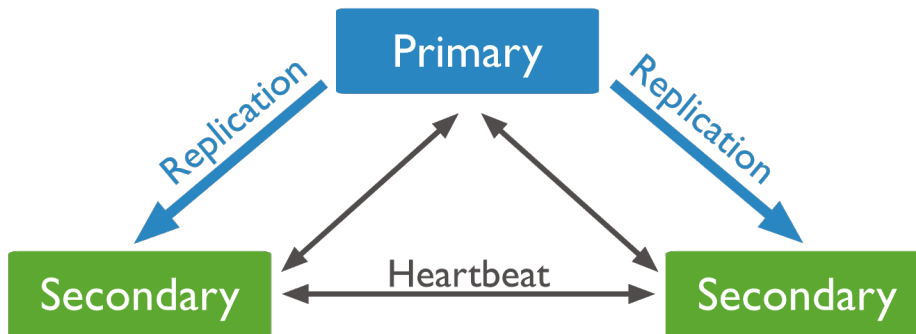 Primary
Replication
Replication
Heartbeat
Secondary
Secondary